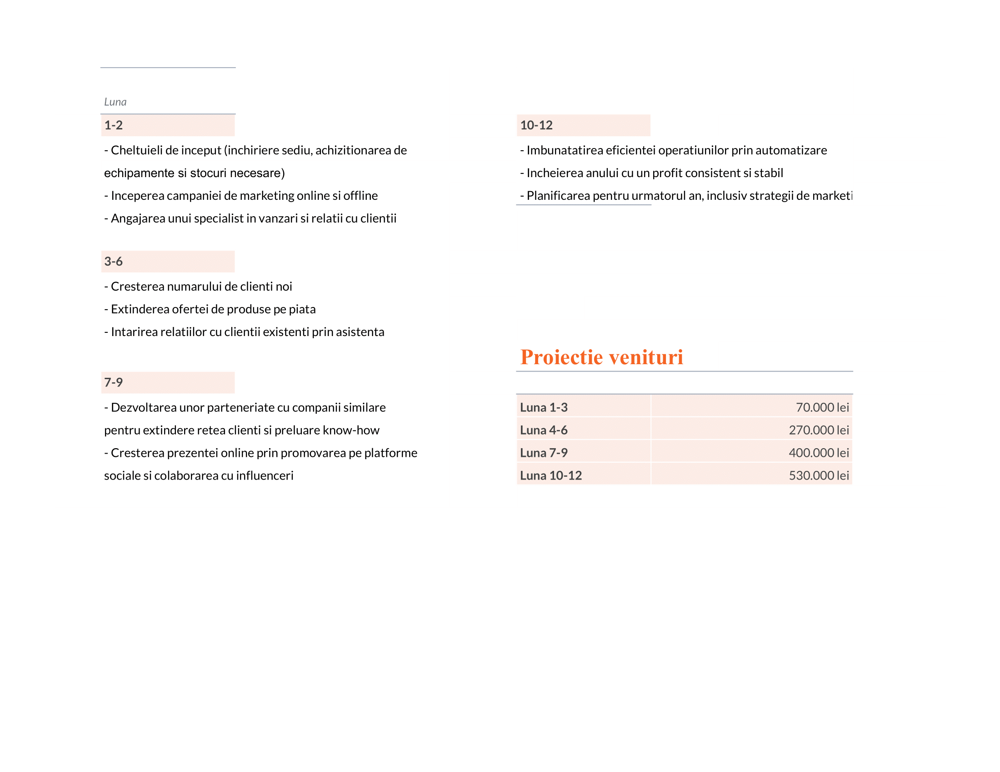 Luna
1-2
- Cheltuieli de inceput (inchiriere sediu, achizitionarea de
echipamente si stocuri necesare)
- Inceperea campaniei de marketing online si offline
- Angajarea unui specialist in vanzari si relatii cu clientii
3-6
- Cresterea numarului de clienti noi
- Extinderea ofertei de produse pe piata
- Intarirea relatiilor cu clientii existenti prin asistenta
7-9
- Dezvoltarea unor parteneriate cu companii similare
pentru extindere retea clienti si preluare know-how
- Cresterea prezentei online prin promovarea pe platforme
sociale si colaborarea cu influenceri
10-12
- Imbunatatirea eficientei operatiunilor prin automatizare
- Incheierea anului cu un profit consistent si stabil
- Planificarea pentru urmatorul an, inclusiv strategii de marketi
Proiectie venituri
Luna 1-3 70.000 lei
Luna 4-6 270.000 lei
Luna 7-9 400.000 lei
Luna 10-12 530.000 lei